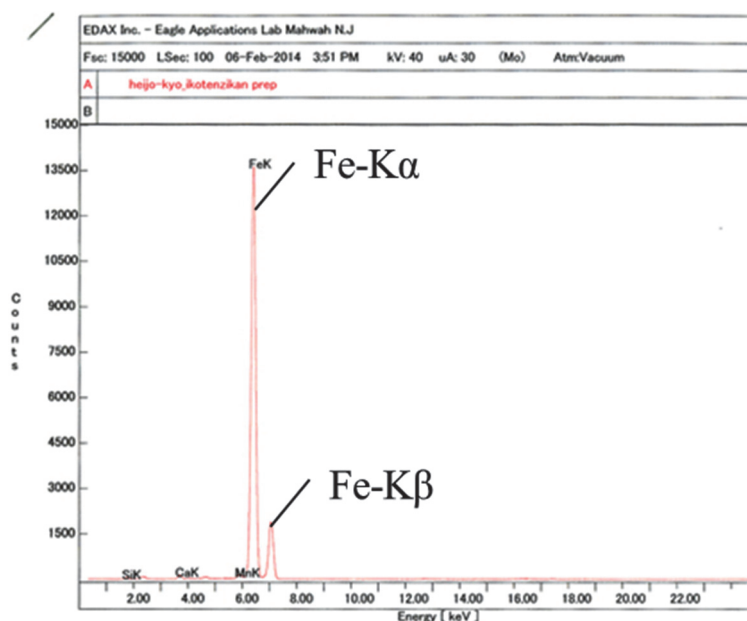 EDAX Inc. - Eagle Applications Lab Mahwah N.J
Fsc: 15000 LSec: 100 06-Feb-2014 3:51 PM kV: 40 uA: 30 (Mo) Atm:Vacuum
A heijo-kyo,ikotenzikan prep
B
15000
13500
12000
10500
9000
7500
6000
4500
3000
1500
Counts
FeK
Fe-Kα
Fe-Kβ
SiK CaK MnK
2.00 4.00 6.00 8.00 10.00 12.00 14.00 16.00 18.00 20.00 22.00
Energy [ keV ]